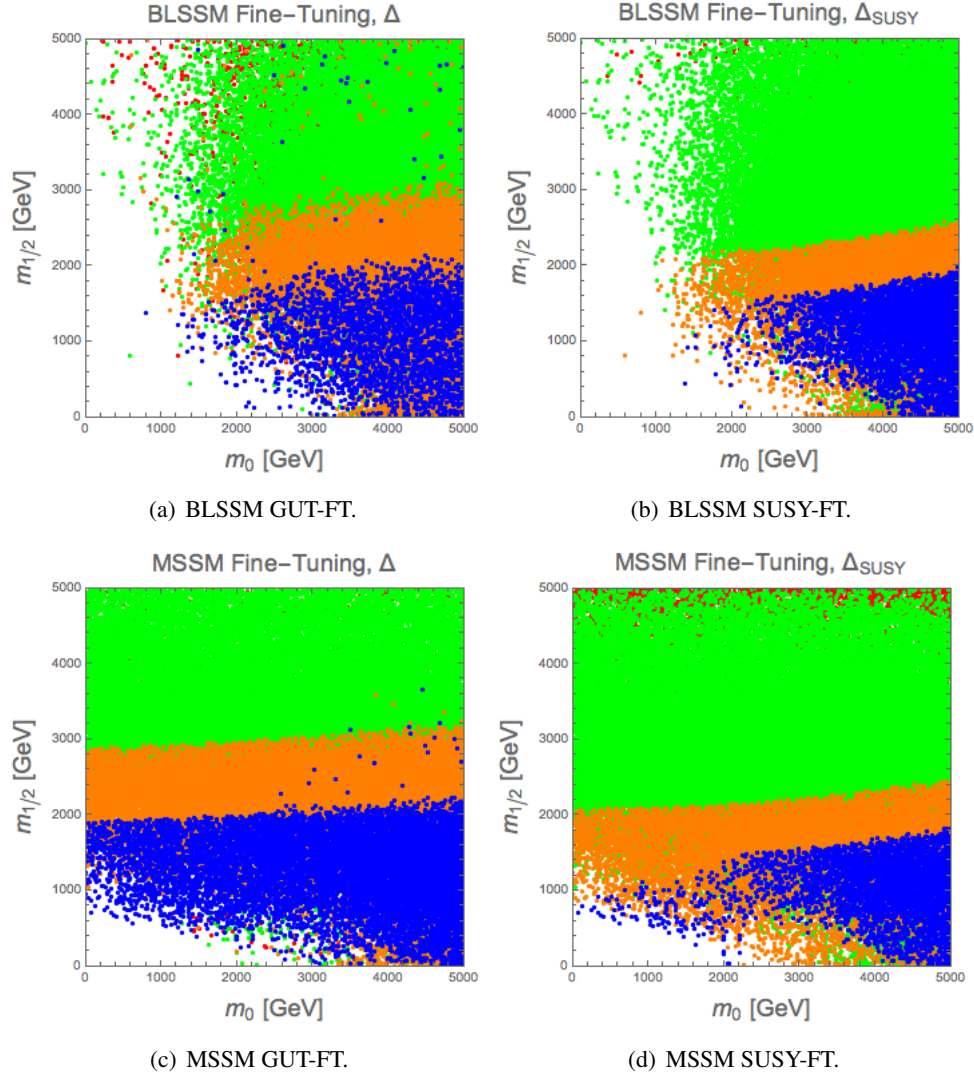 BLSSM Fine-Tuning, Δ
5000
4000
3000
2000
1000
0
m1/2 [GeV]
0 1000 2000 3000 4000 5000
m0 [GeV]
(a) BLSSM GUT-FT.
BLSSM Fine-Tuning, ΔSUSY
5000
4000
3000
2000
1000
0
m1/2 [GeV]
0 1000 2000 3000 4000 5000
m0 [GeV]
(b) BLSSM SUSY-FT.
MSSM Fine-Tuning, Δ
5000
4000
3000
2000
1000
0
m1/2 [GeV]
0 1000 2000 3000 4000 5000
m0 [GeV]
(c) MSSM GUT-FT.
MSSM Fine-Tuning, ΔSUSY
5000
4000
3000
2000
1000
0
m1/2 [GeV]
0 1000 2000 3000 4000 5000
m0 [GeV]
(d) MSSM SUSY-FT.